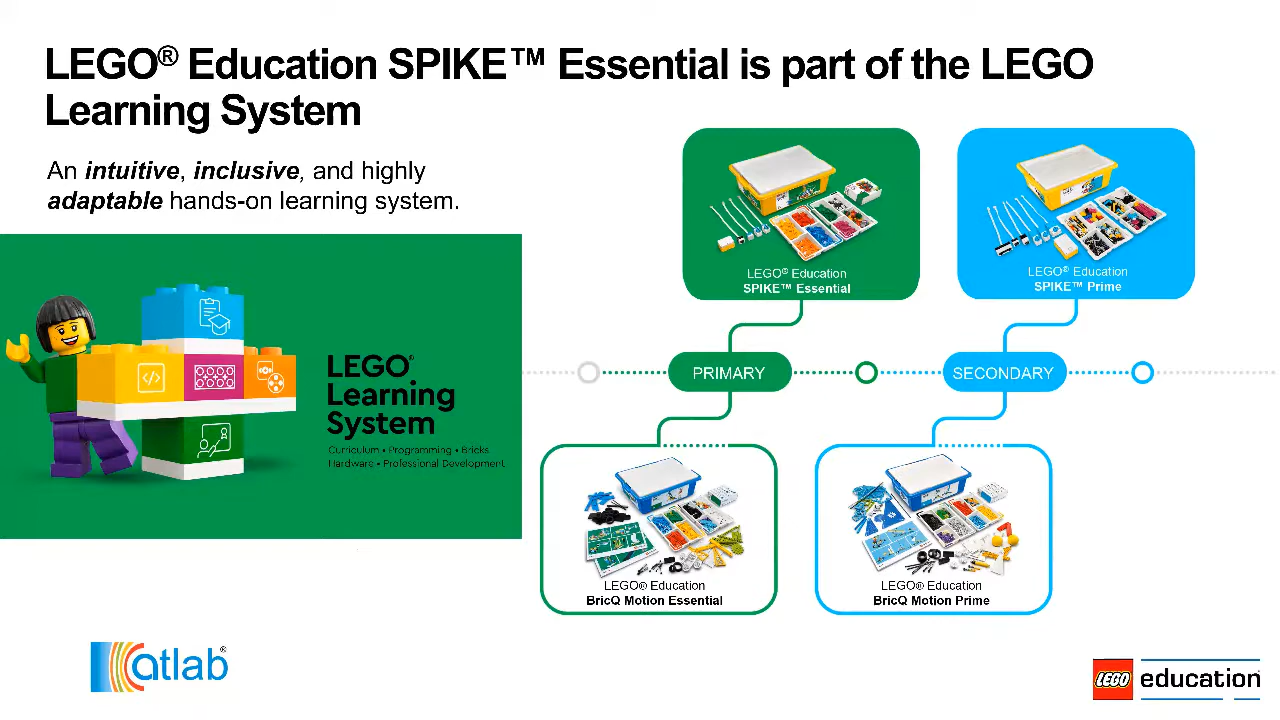 LEGO® Education SPIKE™ Essential is part of the LEGO
Learning System
An intuitive, inclusive, and highly
adaptable hands-on learning system.
LEGO® Education
SPIKE™ Essential
LEGO® Education
SPIKE™ Prime
LEGO®
Learning
System
Curriculum • Programming • Bricks
Hardware • Professional Development
PRIMARY
SECONDARY
LEGO® Education
BricQ Motion Essential
LEGO® Education
BricQ Motion Prime
atlab®
LEGO education